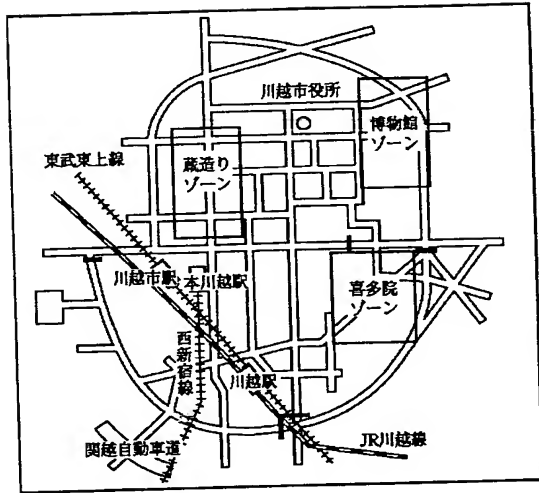 川越市役所
博物館
ゾーン
東武東上線
蔵造り
ゾーン
川越市駅
本川越駅
喜多院
ゾーン
西新宿線
川越駅
関越自動車道
JR川越線